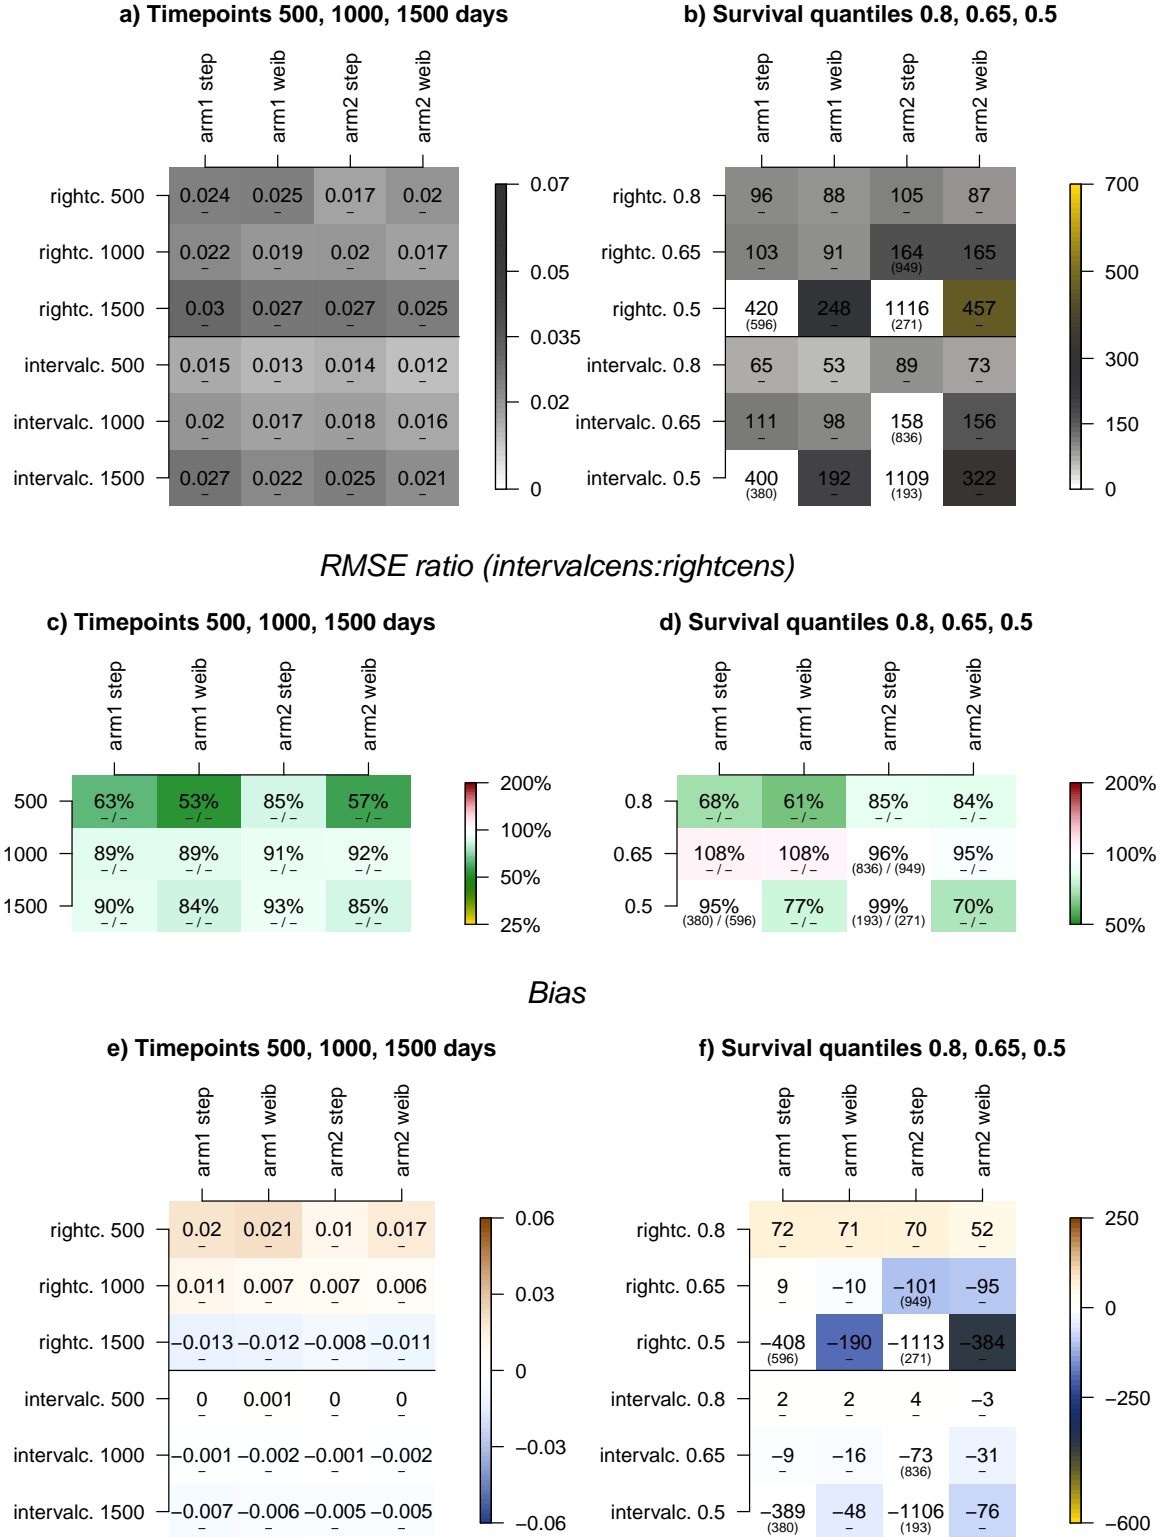 a) Timepoints 500, 1000, 1500 days
arm1 step
arm1 weib
arm2 step
arm2 weib
rightc. 500 0.024 0.025 0.017 0.02
– – – –
rightc. 1000 0.022 0.019 0.02 0.017
– – – –
rightc. 1500 0.03 0.027 0.027 0.025
– – – –
intervalc. 500 0.015 0.013 0.014 0.012
– – – –
intervalc. 1000 0.02 0.017 0.018 0.016
– – – –
intervalc. 1500 0.027 0.022 0.025 0.021
– – – –
0.07
0.05
0.035
0.02
0
b) Survival quantiles 0.8, 0.65, 0.5
arm1 step
arm1 weib
arm2 step
arm2 weib
rightc. 0.8 96 88 105 87
– – – –
rightc. 0.65 103 91 164 165
– – (949) –
rightc. 0.5 420 248 1116 457
(596) – (271) –
intervalc. 0.8 65 53 89 73
– – – –
intervalc. 0.65 111 98 158 156
– – (836) –
intervalc. 0.5 400 192 1109 322
(380) – (193) –
700
500
300
150
0
RMSE ratio (intervalcens:rightcens)
c) Timepoints 500, 1000, 1500 days
arm1 step
arm1 weib
arm2 step
arm2 weib
500 63% 53% 85% 57%
– / – – / – – / – – / –
1000 89% 89% 91% 92%
– / – – / – – / – – / –
1500 90% 84% 93% 85%
– / – – / – – / – – / –
200%
100%
50%
25%
d) Survival quantiles 0.8, 0.65, 0.5
arm1 step
arm1 weib
arm2 step
arm2 weib
0.8 68% 61% 85% 84%
– / – – / – – / – – / –
0.65 108% 108% 96% 95%
– / – – / – (836) / (949) – / –
0.5 95% 77% 99% 70%
(380) / (596) – / – (193) / (271) – / –
200%
100%
50%
Bias
e) Timepoints 500, 1000, 1500 days
arm1 step
arm1 weib
arm2 step
arm2 weib
rightc. 500 0.02 0.021 0.01 0.017
– – – –
rightc. 1000 0.011 0.007 0.007 0.006
– – – –
rightc. 1500 −0.013 −0.012 −0.008 −0.011
– – – –
intervalc. 500 0 0.001 0 0
– – – –
intervalc. 1000 −0.001 −0.002 −0.001 −0.002
– – – –
intervalc. 1500 −0.007 −0.006 −0.005 −0.005
– – – –
0.06
0.03
0
−0.03
−0.06
f) Survival quantiles 0.8, 0.65, 0.5
arm1 step
arm1 weib
arm2 step
arm2 weib
rightc. 0.8 72 71 70 52
– – – –
rightc. 0.65 9 −10 −101 −95
– – (949) –
rightc. 0.5 −408 −190 −1113 −384
(596) – (271) –
intervalc. 0.8 2 2 4 −3
– – – –
intervalc. 0.65 −9 −16 −73 −31
– – (836) –
intervalc. 0.5 −389 −48 −1106 −76
(380) – (193) –
250
0
−250
−600